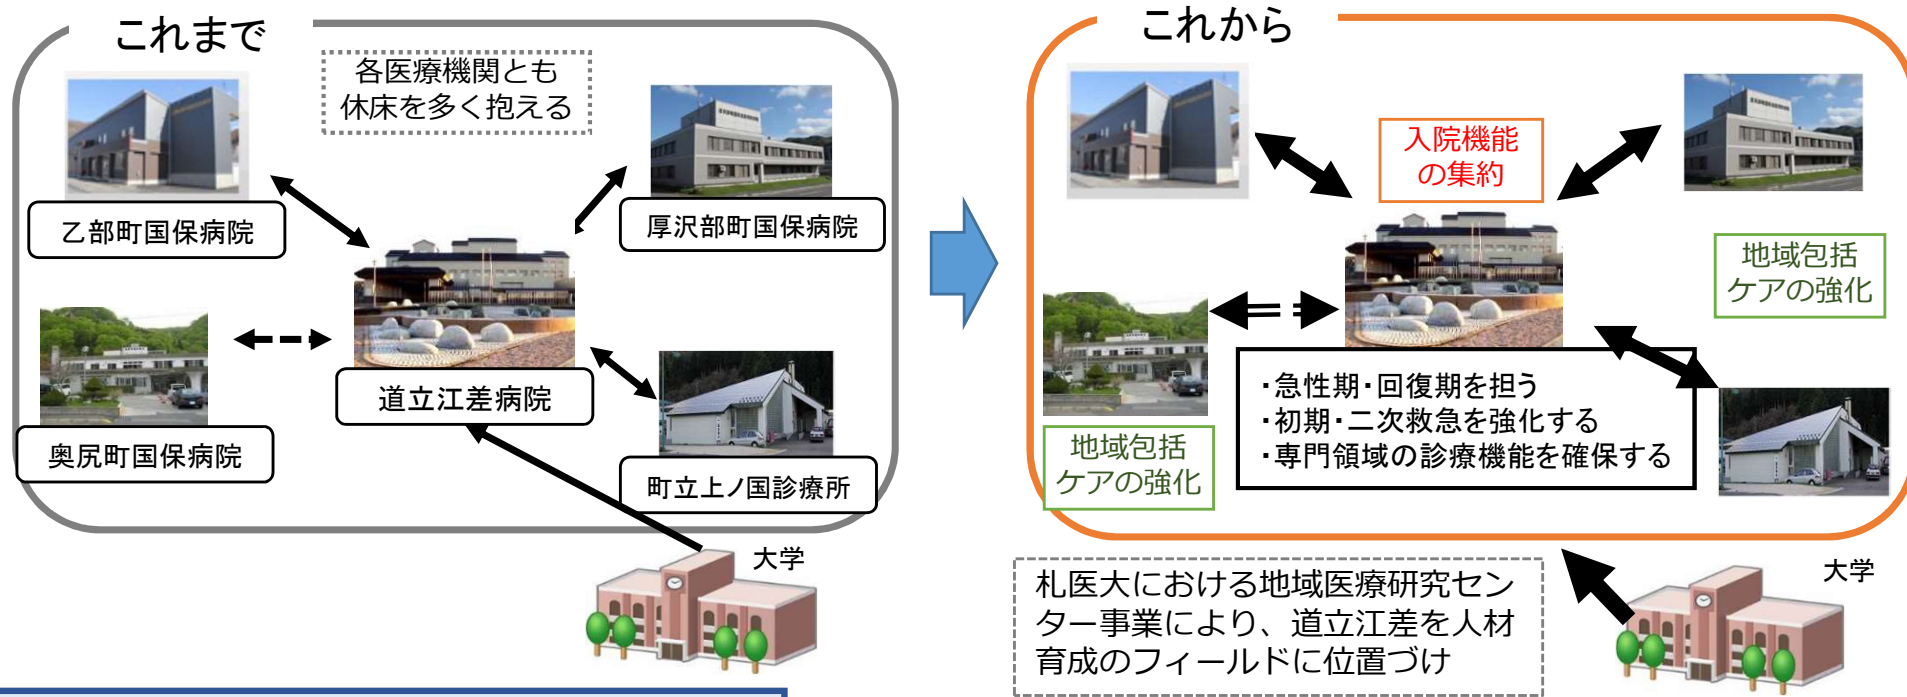 これまで
各医療機関とも
休床を多く抱える
乙部町国保病院
厚沢部町国保病院
道立江差病院
奥尻町国保病院
町立上ノ国診療所
大学
これから
入院機能
の集約
地域包括
ケアの強化
・急性期・回復期を担う
・初期・二次救急を強化する
・専門領域の診療機能を確保する
地域包括
ケアの強化
札医大における地域医療研究セン
ター事業により、道立江差を人材
育成のフィールドに位置づけ
大学